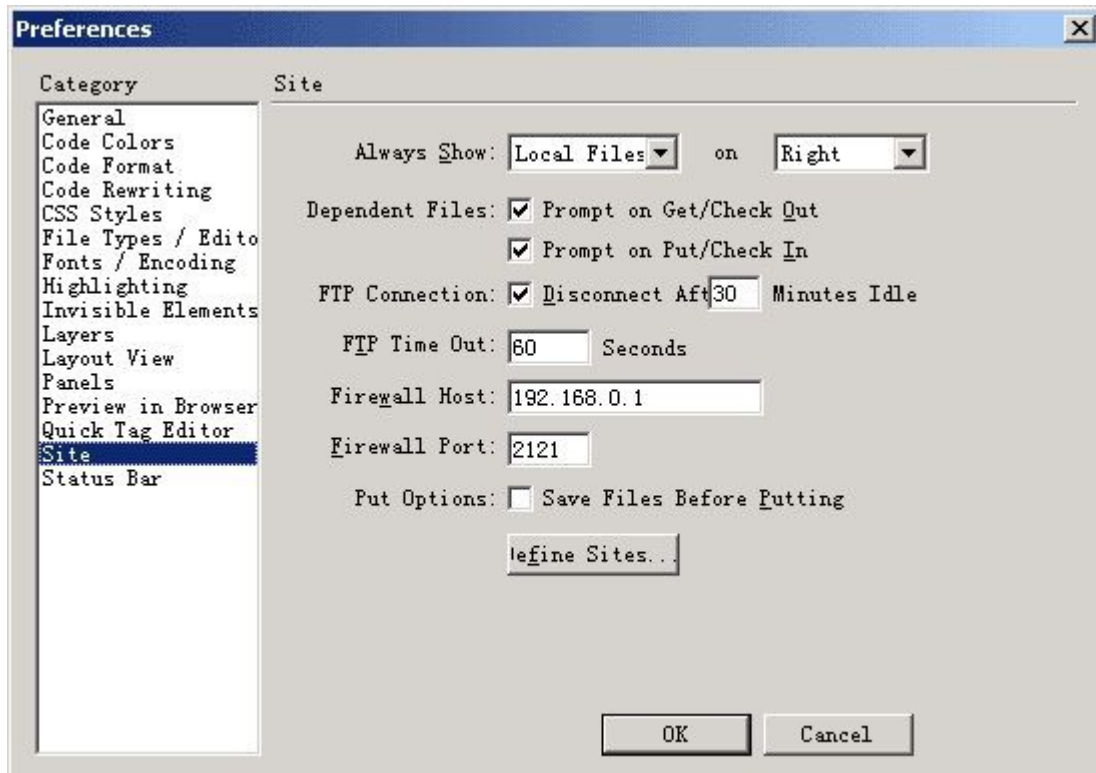 Preferences
Category
General
Code Colors
Code Format
Code Rewriting
CSS Styles
File Types / Edito
Fonts / Encoding
Highlighting
Invisible Elements
Layers
Layout View
Panels
Preview in Browser
Quick Tag Editor
Site
Status Bar
Site
Always Show: Local Files on Right
Dependent Files: Prompt on Get/Check Out
Prompt on Put/Check In
FTP Connection: Disconnect Aft 30 Minutes Idle
FTP Time Out: 60 Seconds
Firewall Host: 192.168.0.1
Firewall Port: 2121
Put Options: Save Files Before Putting
efine Sites...
OK Cancel